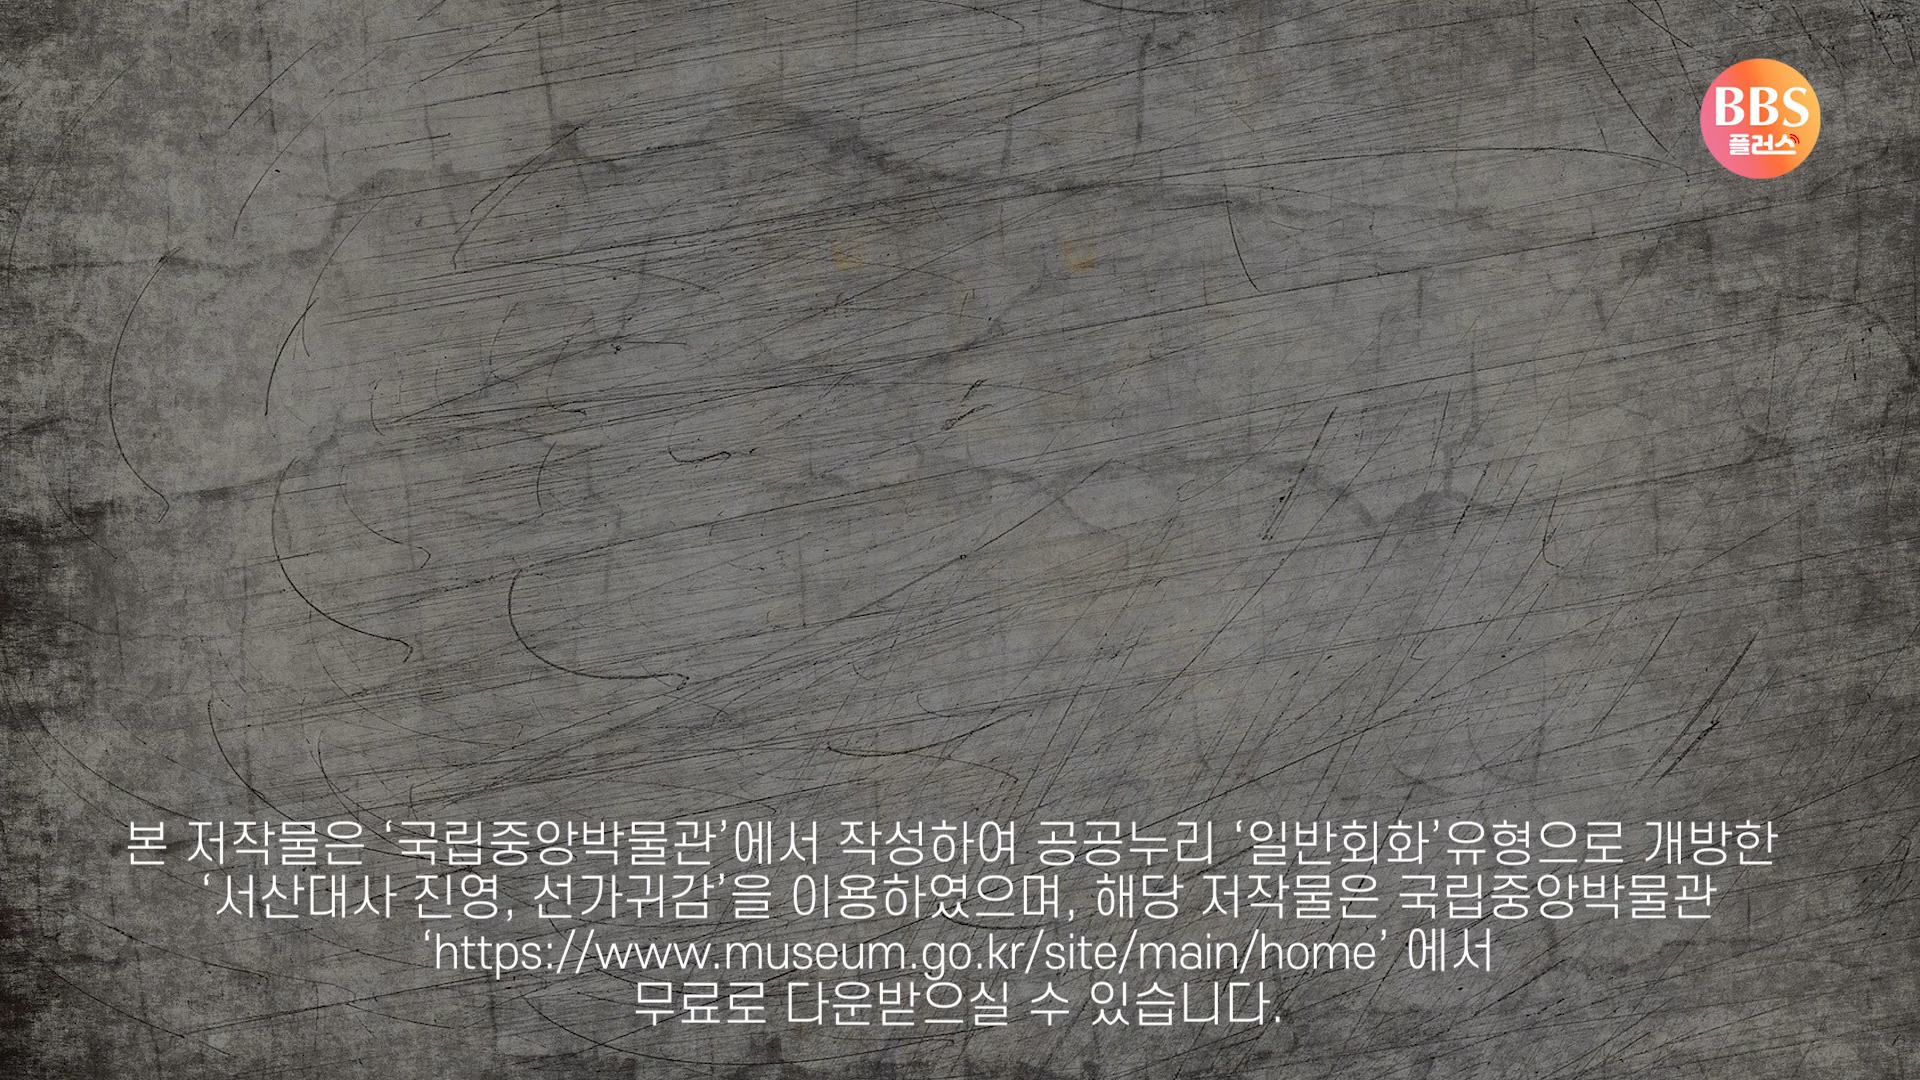 BBS
플러스
본 저작물은 ‘국립중앙박물관’에서 작성하여 공공누리 ‘일반회화’유형으로 개방한
‘서산대사 진영, 선가귀감’을 이용하였으며, 해당 저작물은 국립중앙박물관
‘https://www.museum.go.kr/site/main/home’ 에서
무료로 다운받으실 수 있습니다.